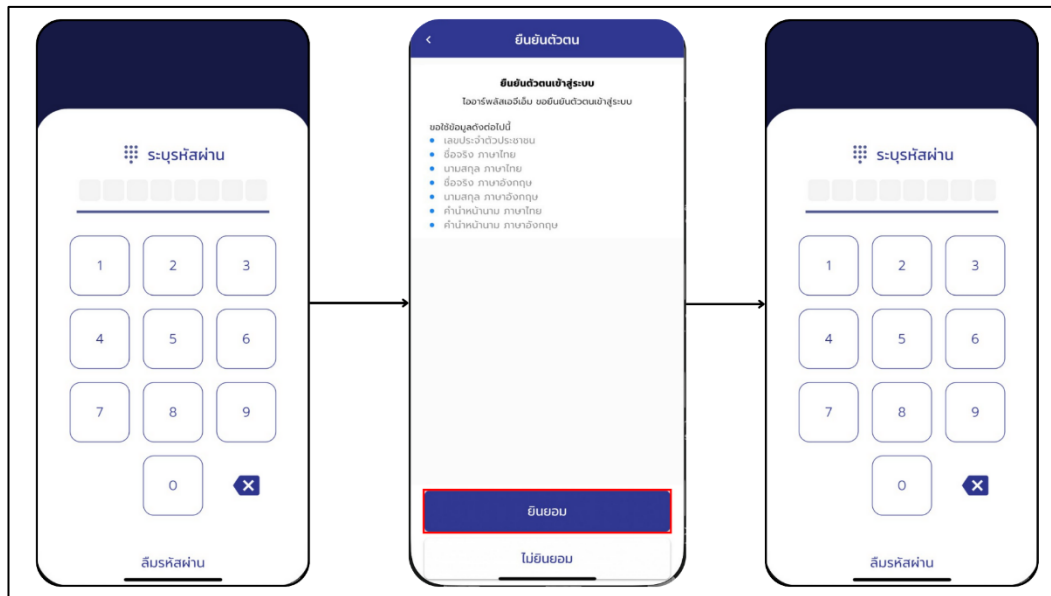 ระบุรหัสผ่าน
1 2 3
4 5 6
7 8 9
0
ลืมรหัสผ่าน
ยืนยันตัวตน
ยืนยันตัวตนเข้าสู่ระบบ
ไออาร์พลัสเอจีเอ็ม ขอยืนยันตัวตนเข้าสู่ระบบ
ขอใช้ข้อมูลดังต่อไปนี้
เลขประจำตัวประชาชน
ชื่อจริง ภาษาไทย
นามสกุล ภาษาไทย
ชื่อจริง ภาษาอังกฤษ
นามสกุล ภาษาอังกฤษ
คำนำหน้านาม ภาษาไทย
คำนำหน้านาม ภาษาอังกฤษ
ยินยอม
ไม่ยินยอม
ระบุรหัสผ่าน
1 2 3
4 5 6
7 8 9
0
ลืมรหัสผ่าน